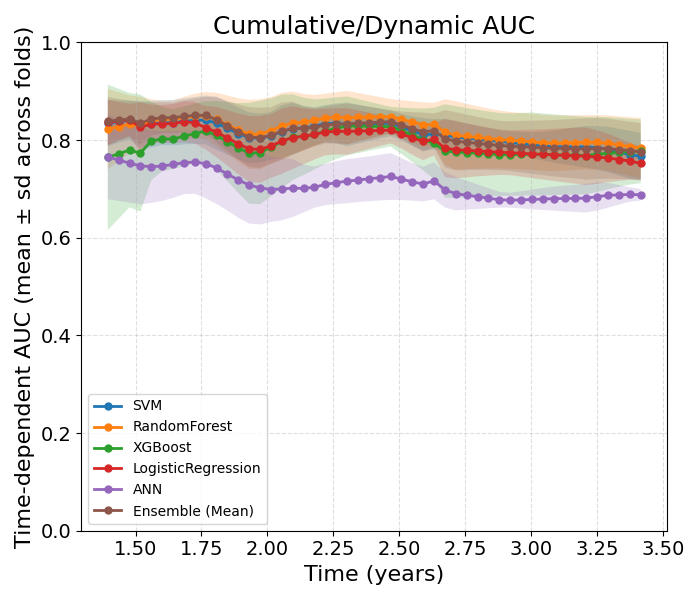 Cumulative/Dynamic AUC
Time-dependent AUC (mean ± sd across folds)
1.0
0.8
0.6
0.4
0.2
0.0
SVM
RandomForest
XGBoost
LogisticRegression
ANN
Ensemble (Mean)
1.50 1.75 2.00 2.25 2.50 2.75 3.00 3.25 3.50
Time (years)